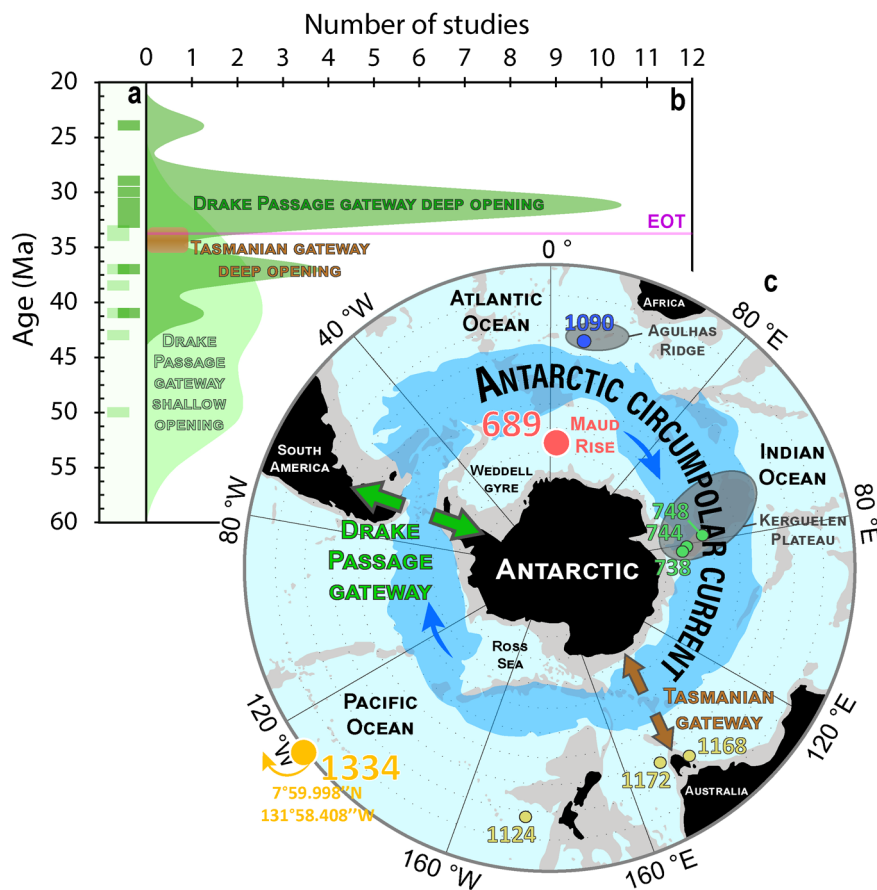 Number of studies
0 1 2 3 4 5 6 7 8 9 10 11 12
a
b
Age (Ma)
20
25
30
35
40
45
50
55
60
DRAKE PASSAGE GATEWAY DEEP OPENING
EOT
TASMANIAN GATEWAY
DEEP OPENING
DRAKE
PASSAGE
GATEWAY
SHALLOW
OPENING
c
0 °
40 °W
80 °E
80 °W
80 °E
120 °W
120 °E
160 °W
160 °E
ATLANTIC
OCEAN
AFRICA
1090
AGULHAS
RIDGE
ANTARCTIC CIRCUMPOLAR CURRENT
689
MAUD
RISE
WEDDELL
GYRE
SOUTH
AMERICA
INDIAN
OCEAN
748
744
738
KERGUELEN
PLATEAU
DRAKE
PASSAGE
GATEWAY
ANTARCTIC
ROSS
SEA
PACIFIC
OCEAN
TASMANIAN
GATEWAY
1334
7°59.998''N
131°58.408''W
1168
1172
AUSTRALIA
1124